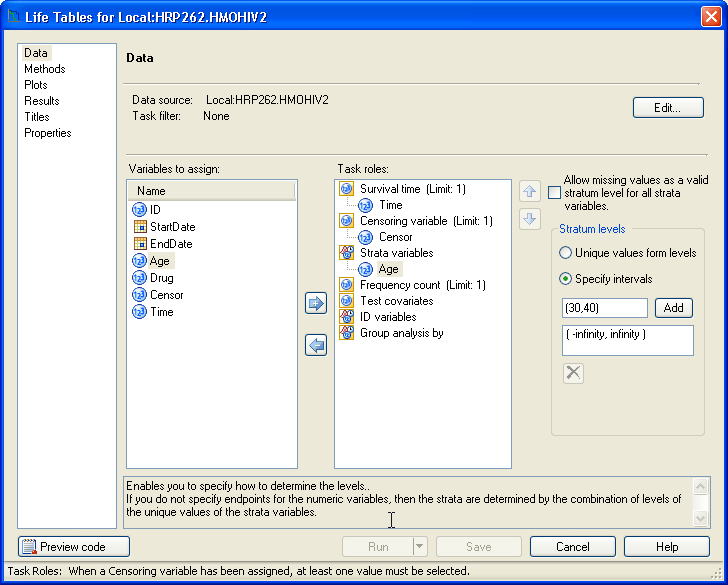 Life Tables for Local:HRP262.HMOHIV2
Data
Methods
Plots
Results
Titles
Properties
Data
Data source: Local:HRP262.HMOHIV2
Task filter: None
Edit...
Variables to assign:
Name
ID
StartDate
EndDate
Age
Drug
Censor
Time
Task roles:
Survival time (Limit: 1)
Time
Censoring variable (Limit: 1)
Censor
Strata variables
Age
Frequency count (Limit: 1)
Test covariates
ID variables
Group analysis by
Allow missing values as a valid
stratum level for all strata
variables.
Stratum levels
Unique values form levels
Specify intervals
(30,40)
Add
( -infinity, infinity )
Enables you to specify how to determine the levels..
If you do not specify endpoints for the numeric variables, then the strata are determined by the combination of levels of
the unique values of the strata variables.
Preview code
Run
Save
Cancel
Help
Task Roles: When a Censoring variable has been assigned, at least one value must be selected.